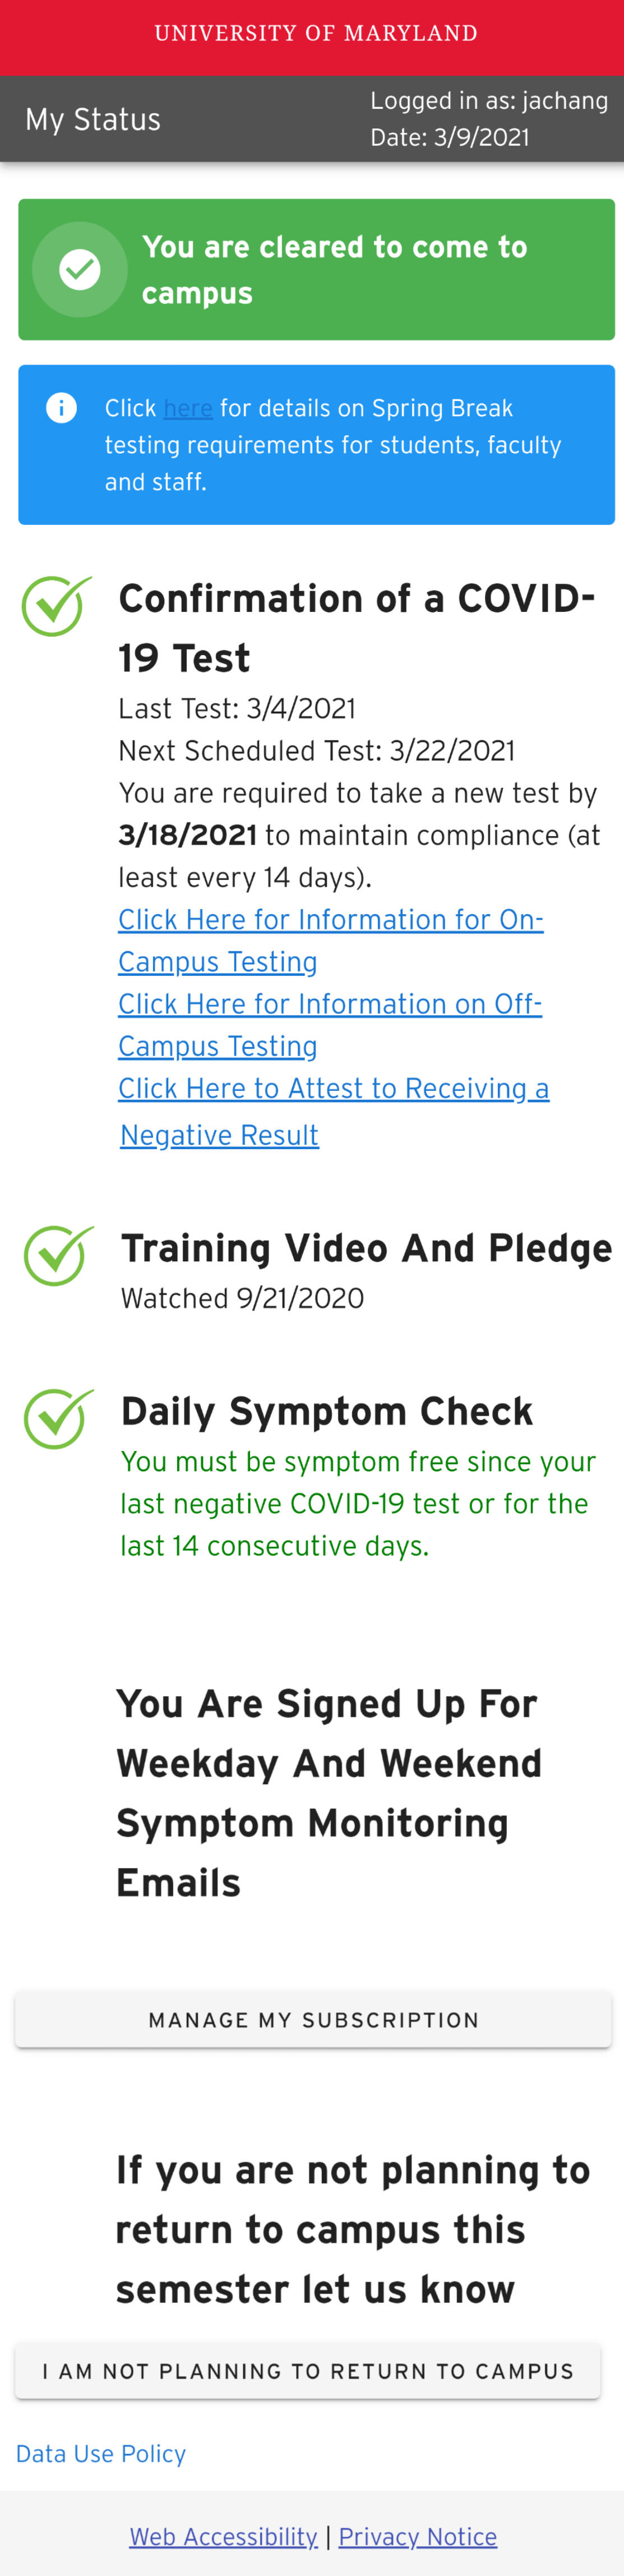 UNIVERSITY OF MARYLAND
My Status
Logged in as: jachang
Date: 3/9/2021
You are cleared to come to
campus
Click here for details on Spring Break
testing requirements for students, faculty
and staff.
Confirmation of a COVID-
19 Test
Last Test: 3/4/2021
Next Scheduled Test: 3/22/2021
You are required to take a new test by
3/18/2021 to maintain compliance (at
least every 14 days).
Click Here for Information for On-
Campus Testing
Click Here for Information on Off-
Campus Testing
Click Here to Attest to Receiving a
Negative Result
Training Video And Pledge
Watched 9/21/2020
Daily Symptom Check
You must be symptom free since your
last negative COVID-19 test or for the
last 14 consecutive days.
You Are Signed Up For
Weekday And Weekend
Symptom Monitoring
Emails
MANAGE MY SUBSCRIPTION
If you are not planning to
return to campus this
semester let us know
I AM NOT PLANNING TO RETURN TO CAMPUS
Data Use Policy
Web Accessibility | Privacy Notice